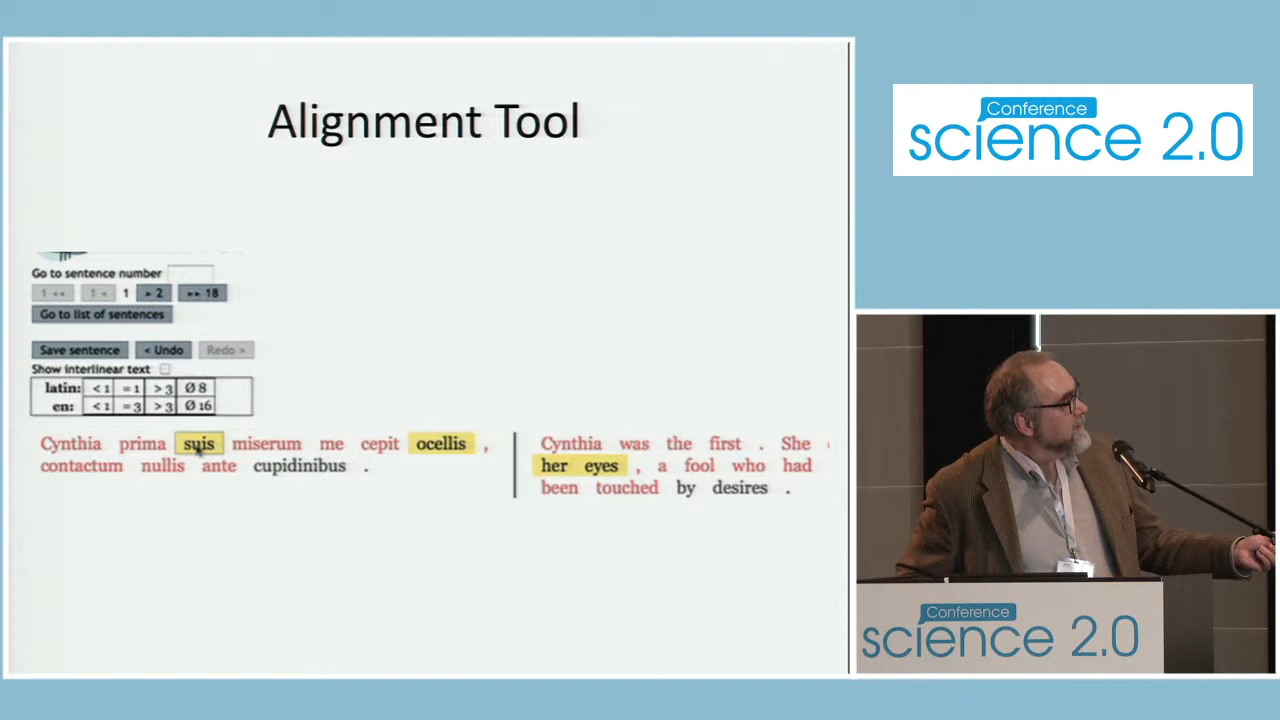 Alignment Tool
Go to sentence number
1 << 1 < 1 > 2 >> 18
Go to list of sentences
Save sentence < Undo Redo >
Show interlinear text
latin: < 1 = 1 > 3 Ø 8
en: < 1 = 3 > 3 Ø 16
Cynthia prima suis miserum me cepit ocellis ,
contactum nullis ante cupidinibus .
Cynthia was the first . She
her eyes , a fool who had
been touched by desires .
Conference
science 2.0
Conference
science 2.0